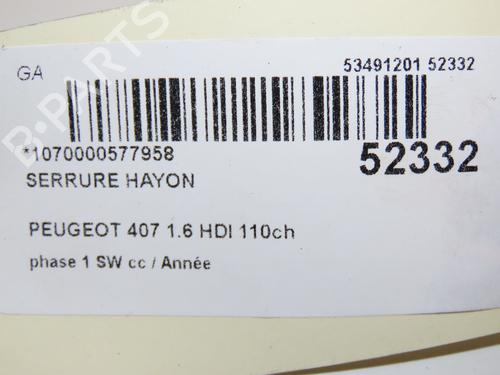 GA
53491201 52332
*1070000577958
52332
SERRURE HAYON
PEUGEOT 407 1.6 HDI 110ch
phase 1 SW cc / Année
B-PARTS